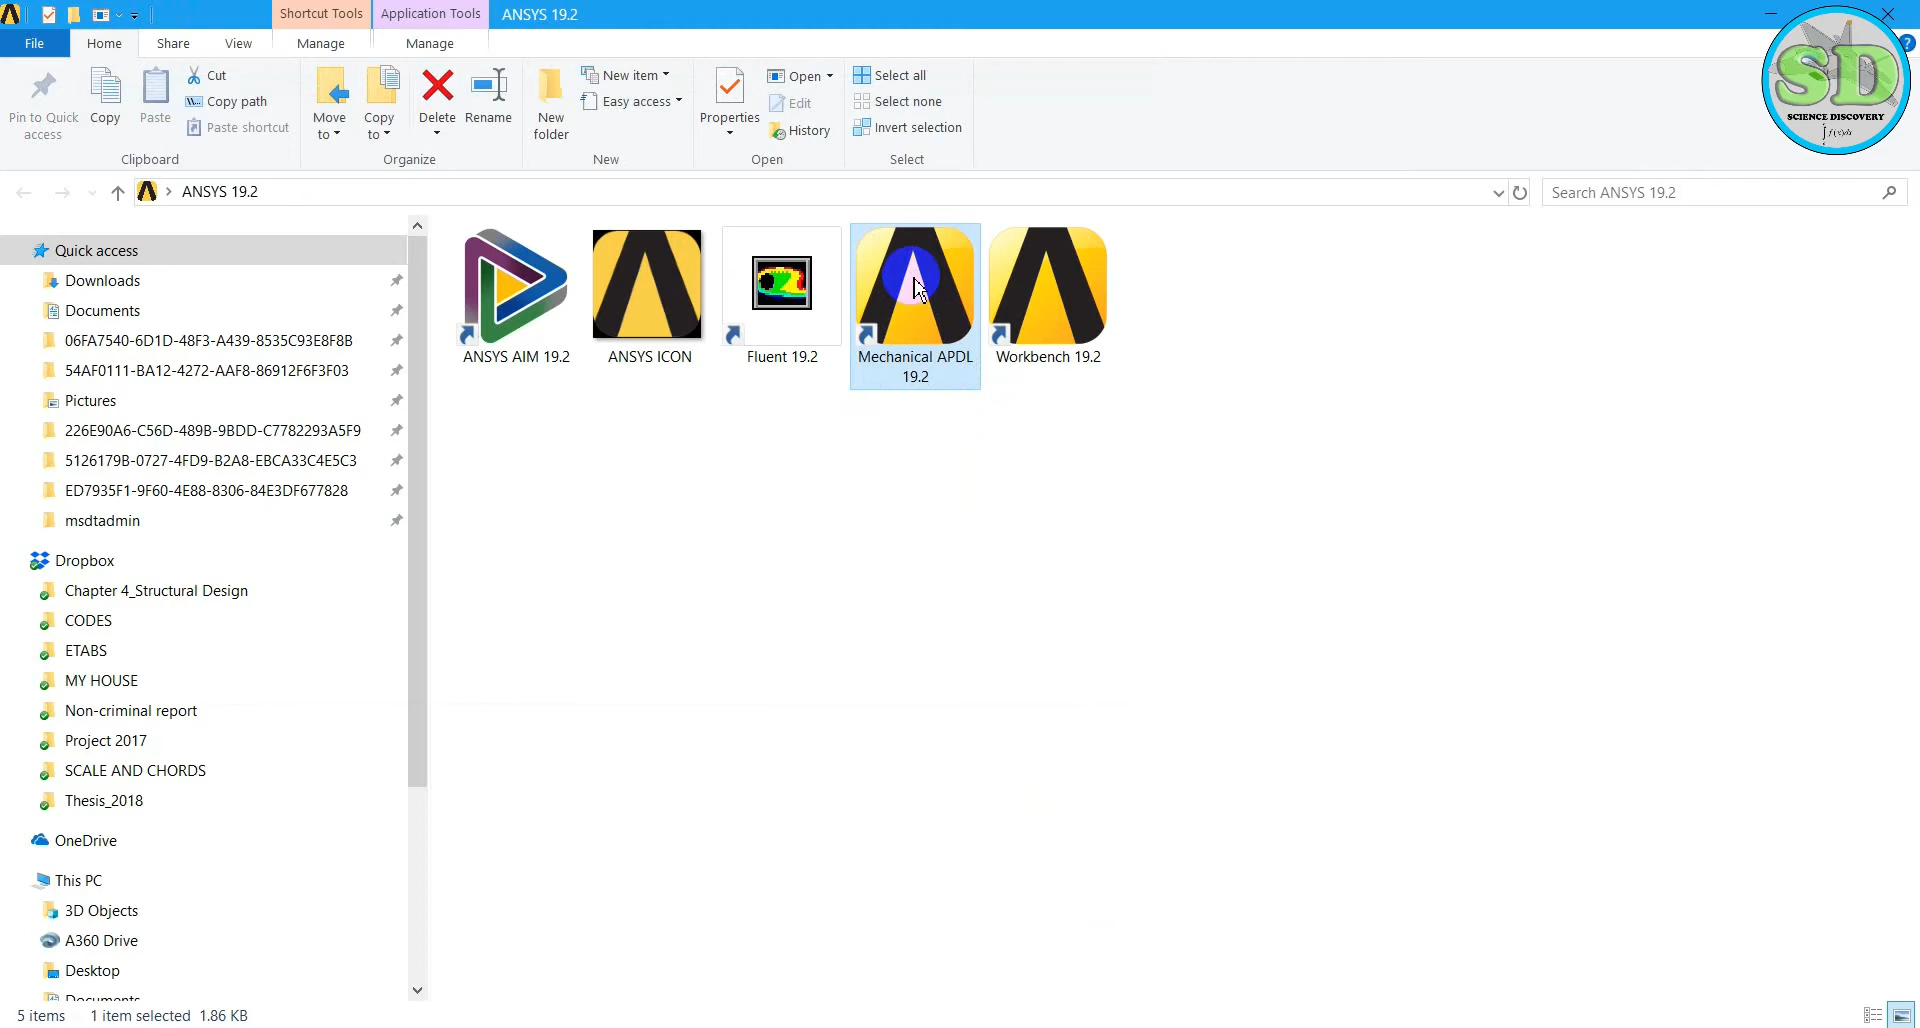 Shortcut Tools
Application Tools
ANSYS 19.2
File
Home
Share
View
Manage
Manage
?
Pin to Quick
access
Copy
Paste
Cut
Copy path
Paste shortcut
Clipboard
Move
to
Copy
to
Delete
Rename
Organize
New
folder
New item
Easy access
New
Properties
Open
Edit
History
Open
Select all
Select none
Invert selection
Select
SD
SCIENCE DISCOVERY
∫ f(x)dx
ANSYS 19.2
Search ANSYS 19.2
Quick access
Downloads
Documents
06FA7540-6D1D-48F3-A439-8535C93E8F8B
54AF0111-BA12-4272-AAF8-86912F6F3F03
Pictures
226E90A6-C56D-489B-9BDD-C7782293A5F9
5126179B-0727-4FD9-B2A8-EBCA33C4E5C3
ED7935F1-9F60-4E88-8306-84E3DF677828
msdtadmin
Dropbox
Chapter 4_Structural Design
CODES
ETABS
MY HOUSE
Non-criminal report
Project 2017
SCALE AND CHORDS
Thesis_2018
OneDrive
This PC
3D Objects
A360 Drive
Desktop
Documents
ANSYS AIM 19.2
ANSYS ICON
Fluent 19.2
Mechanical APDL
19.2
Workbench 19.2
5 items
1 item selected
1.86 KB